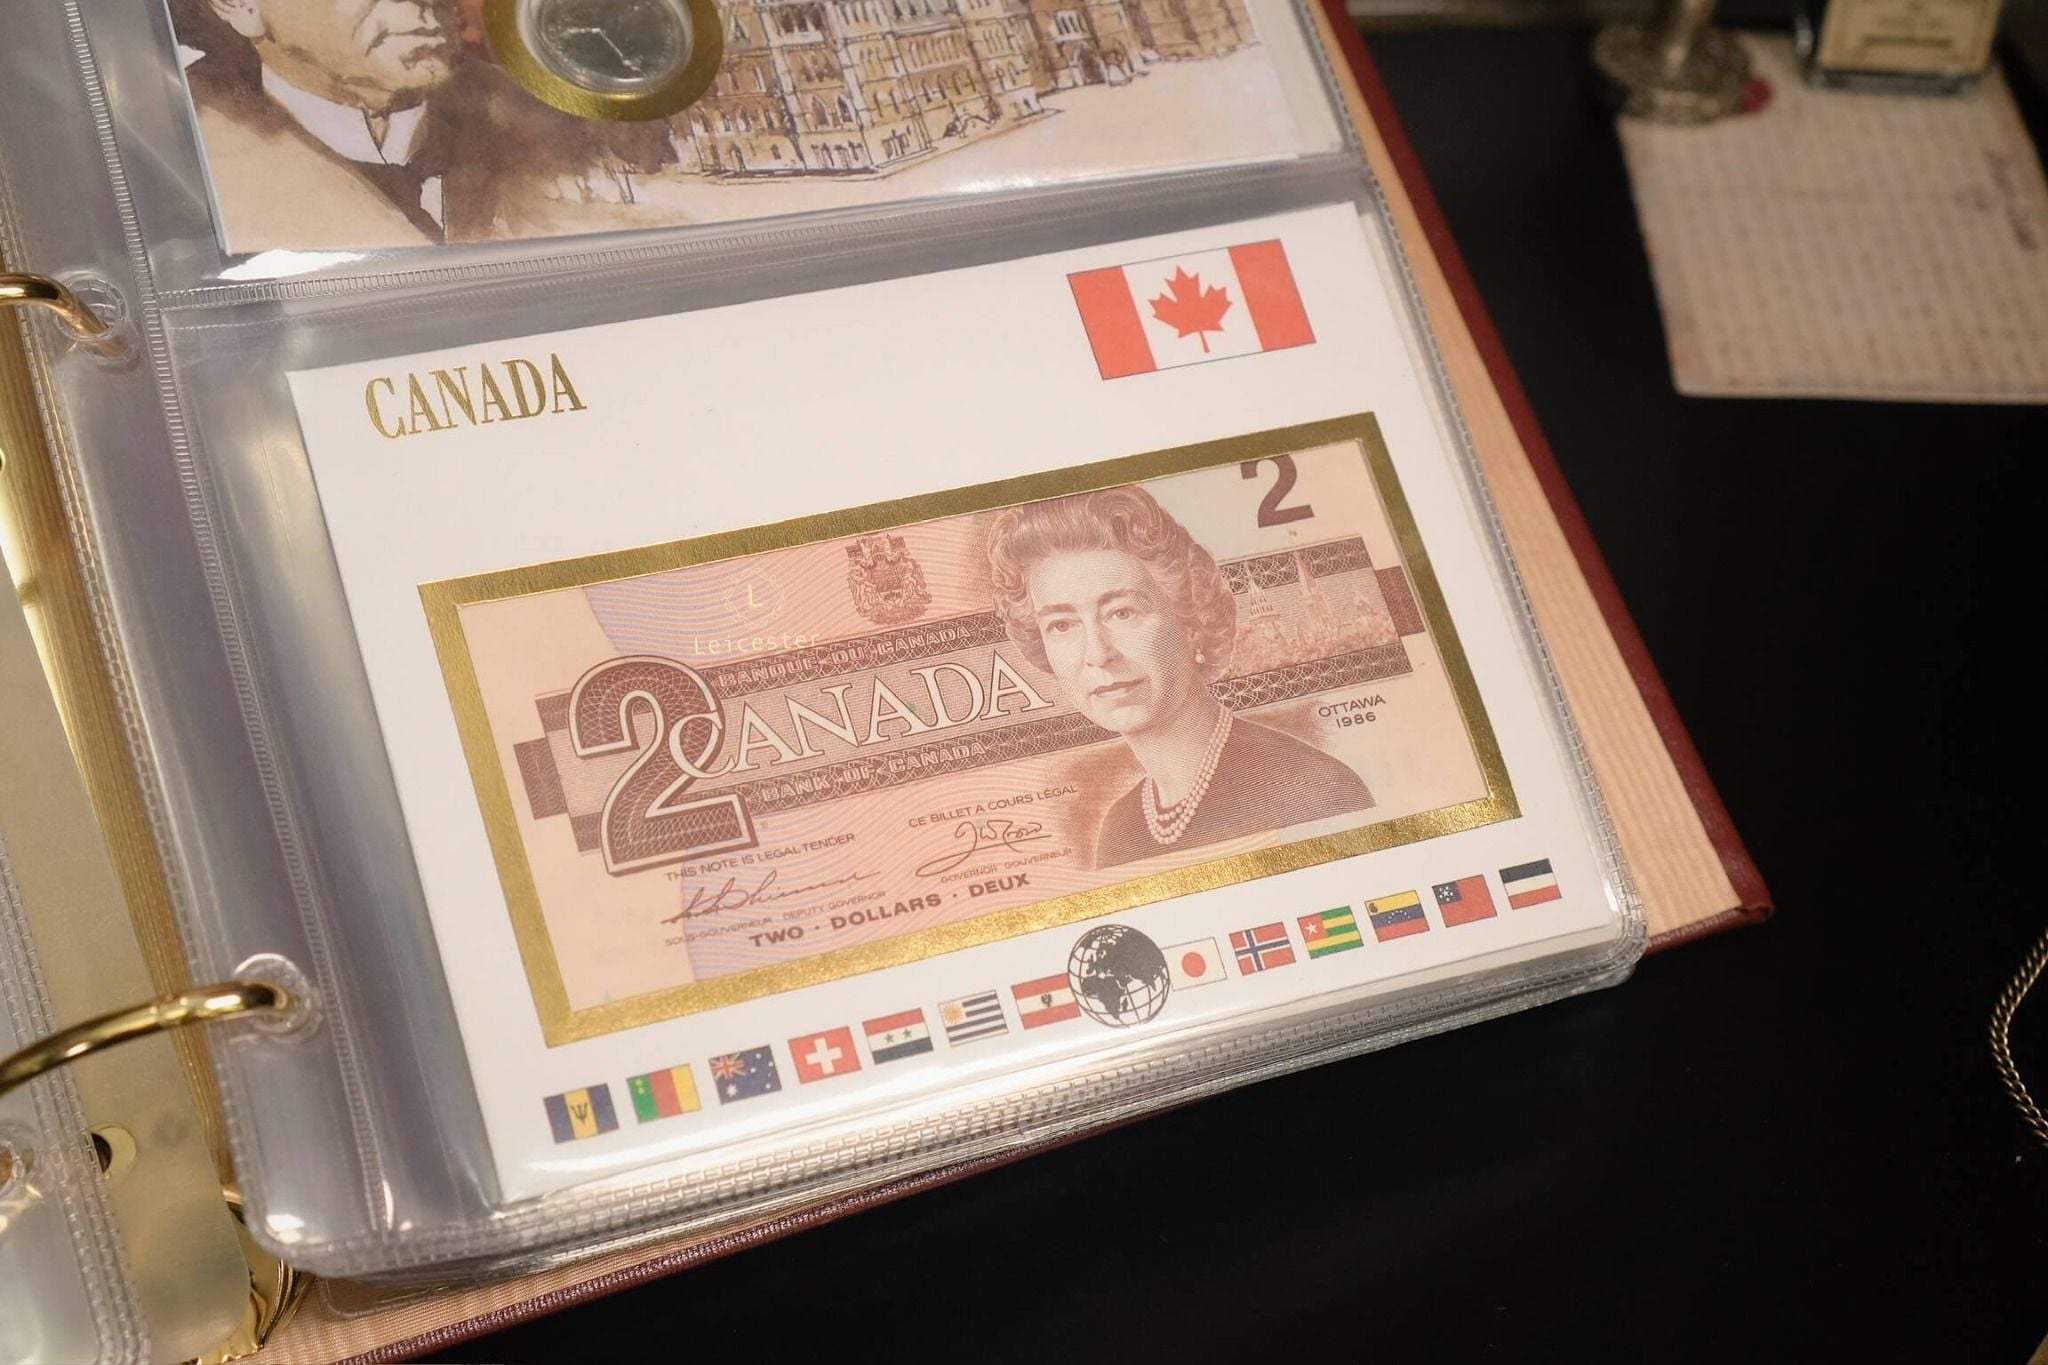 CANADA
2
L
Leicester
BANQUE·DU·CANADA
2
CANADA
BANK·OF·CANADA
OTTAWA
1986
THIS NOTE IS LEGAL TENDER
CE BILLET A COURS LÉGAL
SOUS-GOUVERNEUR DEPUTY GOVERNOR
GOVERNOR GOUVERNEUR
TWO · DOLLARS · DEUX